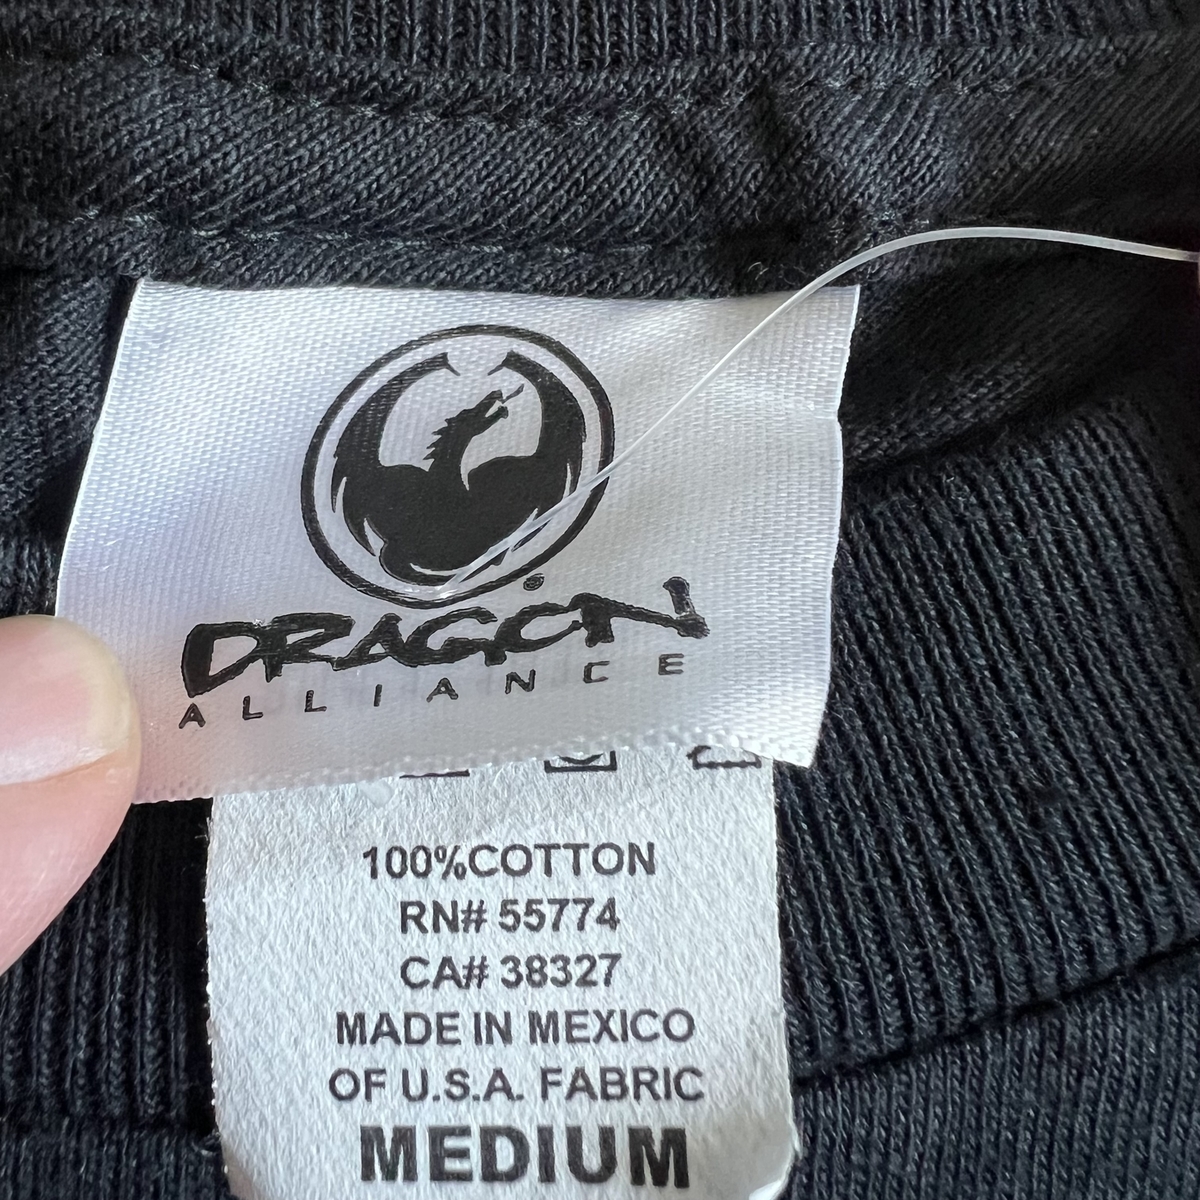 DRAGON
ALLIANCE
100%COTTON
RN# 55774
CA# 38327
MADE IN MEXICO
OF U.S.A. FABRIC
MEDIUM